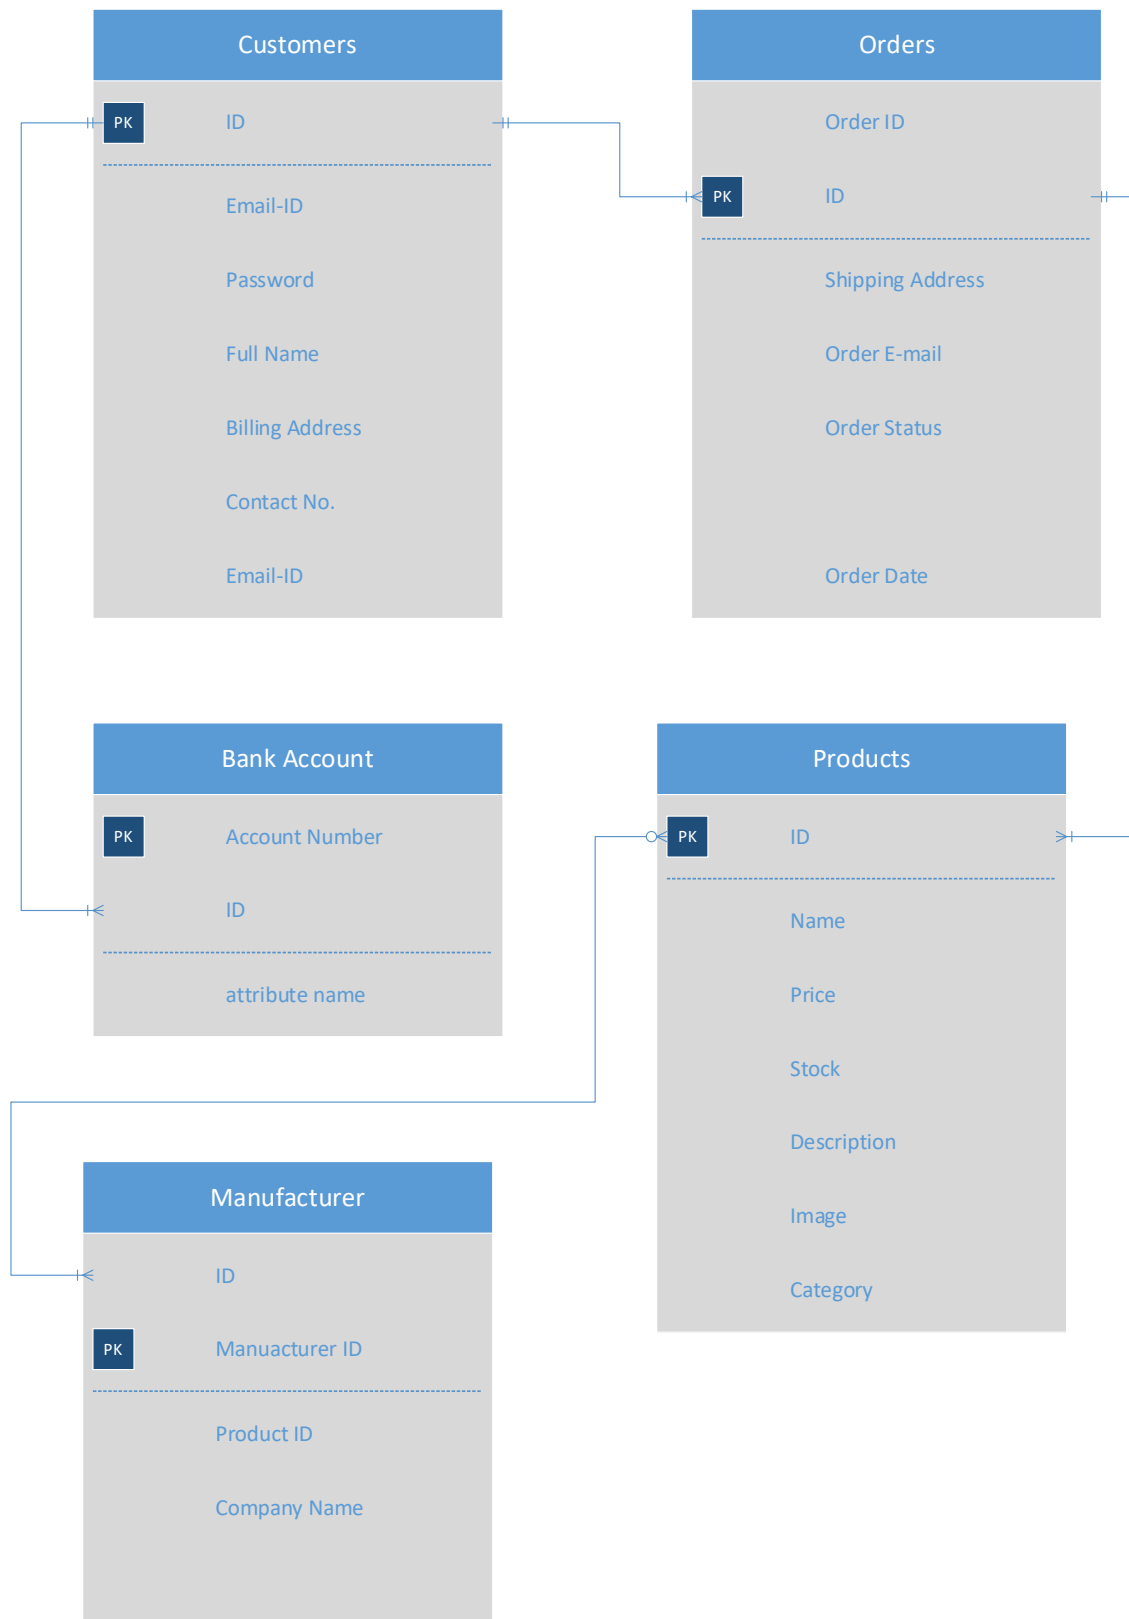 Customers
PK ID
Email-ID
Password
Full Name
Billing Address
Contact No.
Email-ID
Orders
Order ID
PK ID
Shipping Address
Order E-mail
Order Status
Order Date
Bank Account
PK Account Number
ID
attribute name
Products
PK ID
Name
Price
Stock
Description
Image
Category
Manufacturer
ID
PK Manuacturer ID
Product ID
Company Name